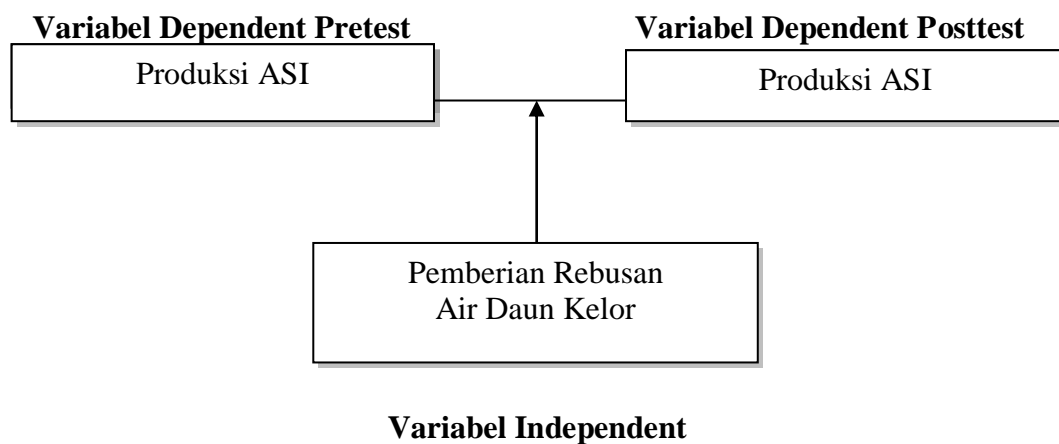 Variabel Dependent Pretest
Variabel Dependent Posttest
Produksi ASI
Produksi ASI
Pemberian Rebusan
Air Daun Kelor
Variabel Independent